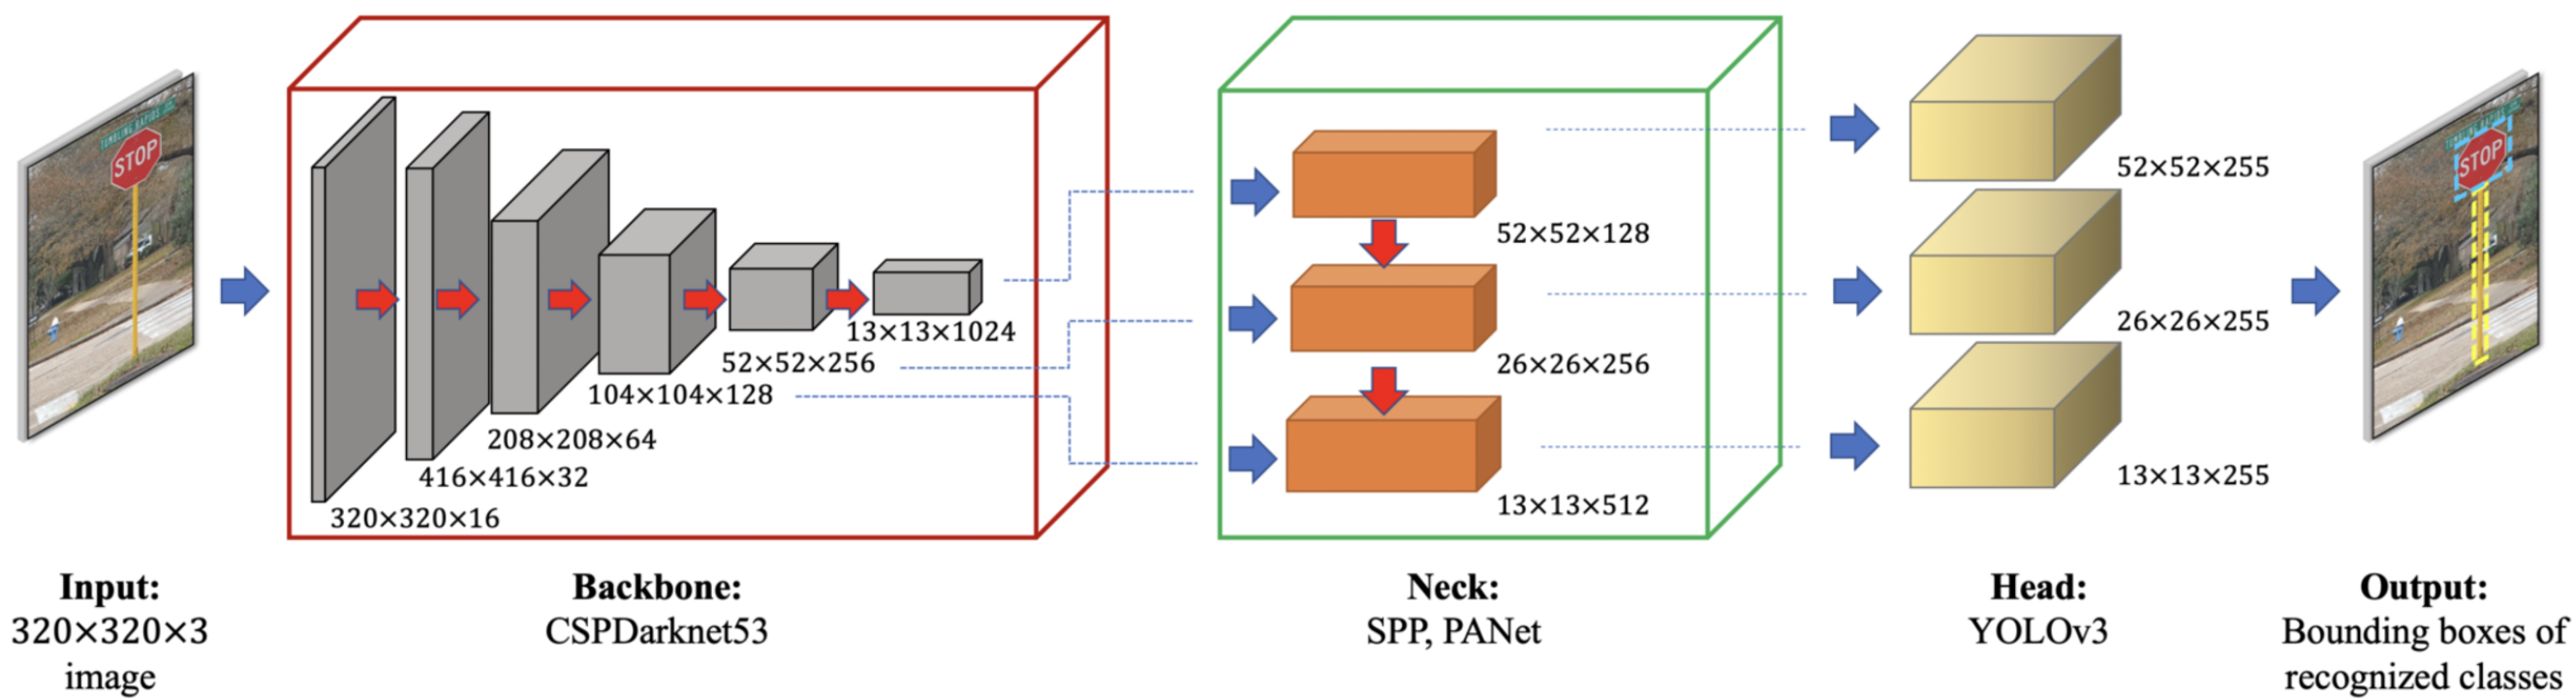 TUMBLING RAPIDS
STOP
320×320×16
416×416×32
208×208×64
104×104×128
52×52×256
13×13×1024
52×52×128
26×26×256
13×13×512
52×52×255
26×26×255
13×13×255
STOP
Input:
320×320×3
image
Backbone:
CSPDarknet53
Neck:
SPP, PANet
Head:
YOLOv3
Output:
Bounding boxes of
recognized classes